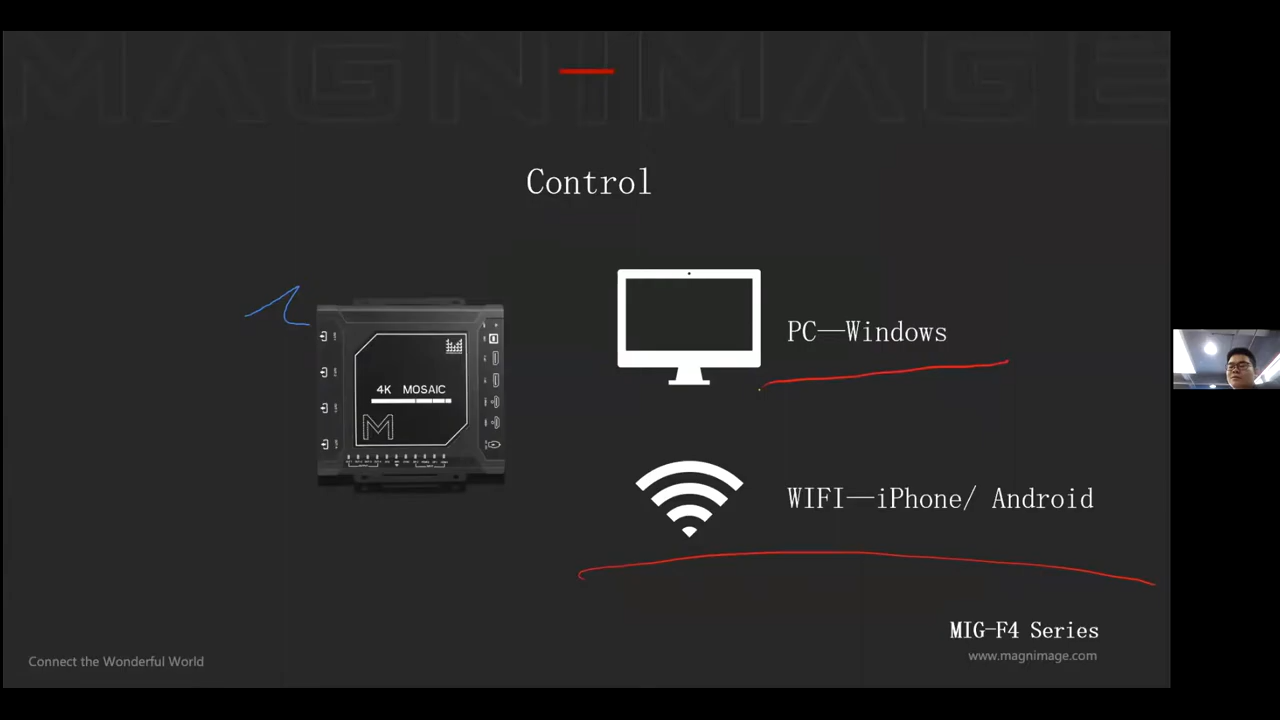 MAGNIMAGE
Control
PC—Windows
4K MOSAIC
M
WIFI—iPhone/ Android
MIG-F4 Series
www.magnimage.com
Connect the Wonderful World